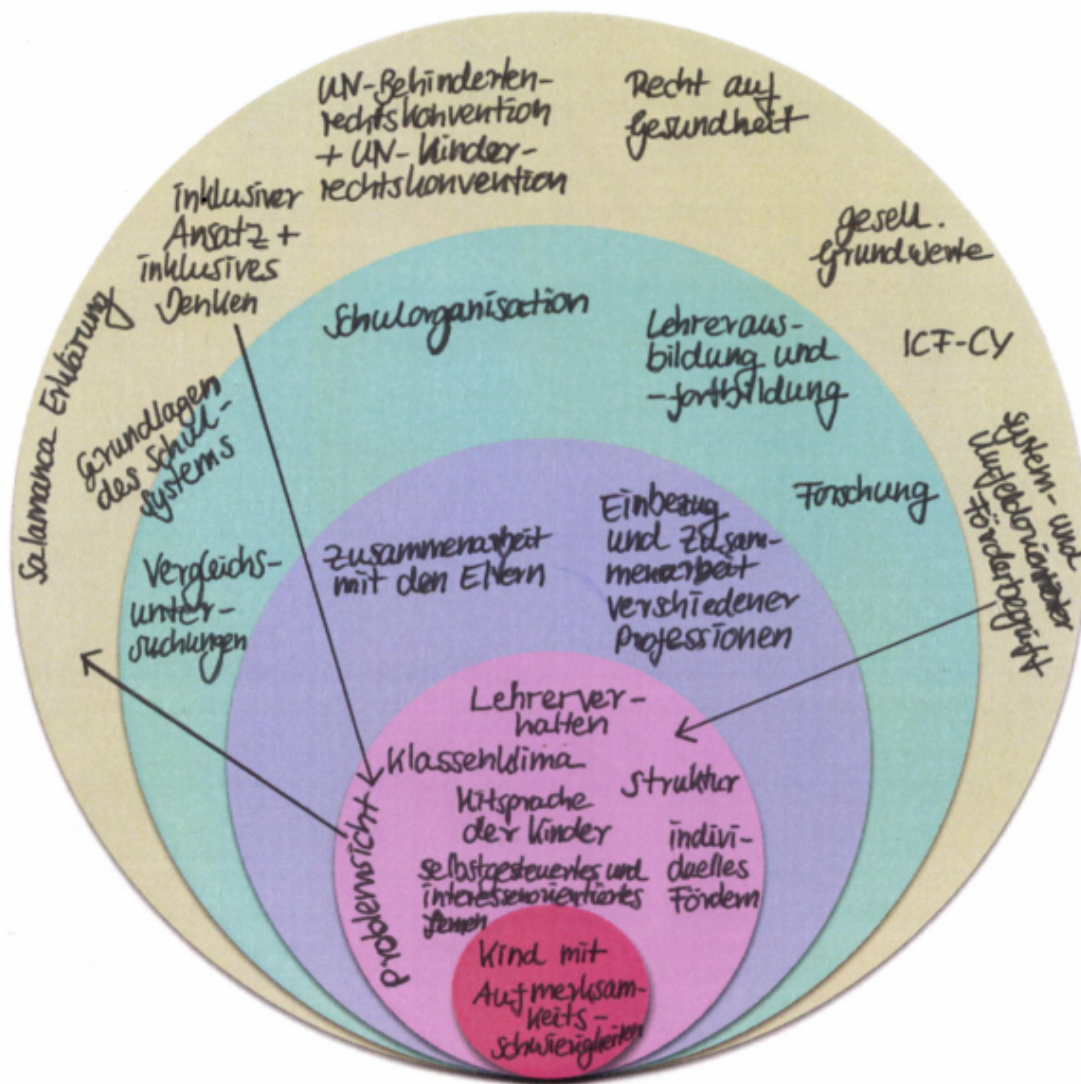 UN-Behinderten-
rechtskonvention
+ UN-Kinder-
rechtskonvention
Recht auf
Gesundheit
inklusiver
Ansatz +
inklusives
Denken
gesell.
Grundwerte
Salamanca Erklärung
ICF-CY
System- und
Umfeldorientierter
Förderbegriff
Schulorganisation
Lehreraus-
bildung und
-fortbildung
Grundlagen
des Schul-
systems
Forschung
Vergleichs-
unter-
suchungen
Zusammenarbeit
mit den Eltern
Einbezug
und Zusam-
menarbeit
verschiedener
Professionen
Lehrerver-
halten
Klassenklima
Struktur
Mitsprache
der Kinder
indivi-
duelles
Fördern
selbstgesteuertes und
interessenorientiertes
Lernen
Problemsicht
Kind mit
Aufmerksam-
keits-
schwierigkeiten